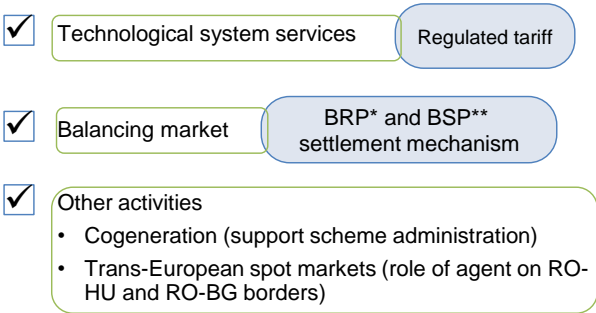 Technological system services
Regulated tariff
Balancing market
BRP* and BSP**
settlement mechanism
Other activities
• Cogeneration (support scheme administration)
• Trans-European spot markets (role of agent on RO-
HU and RO-BG borders)